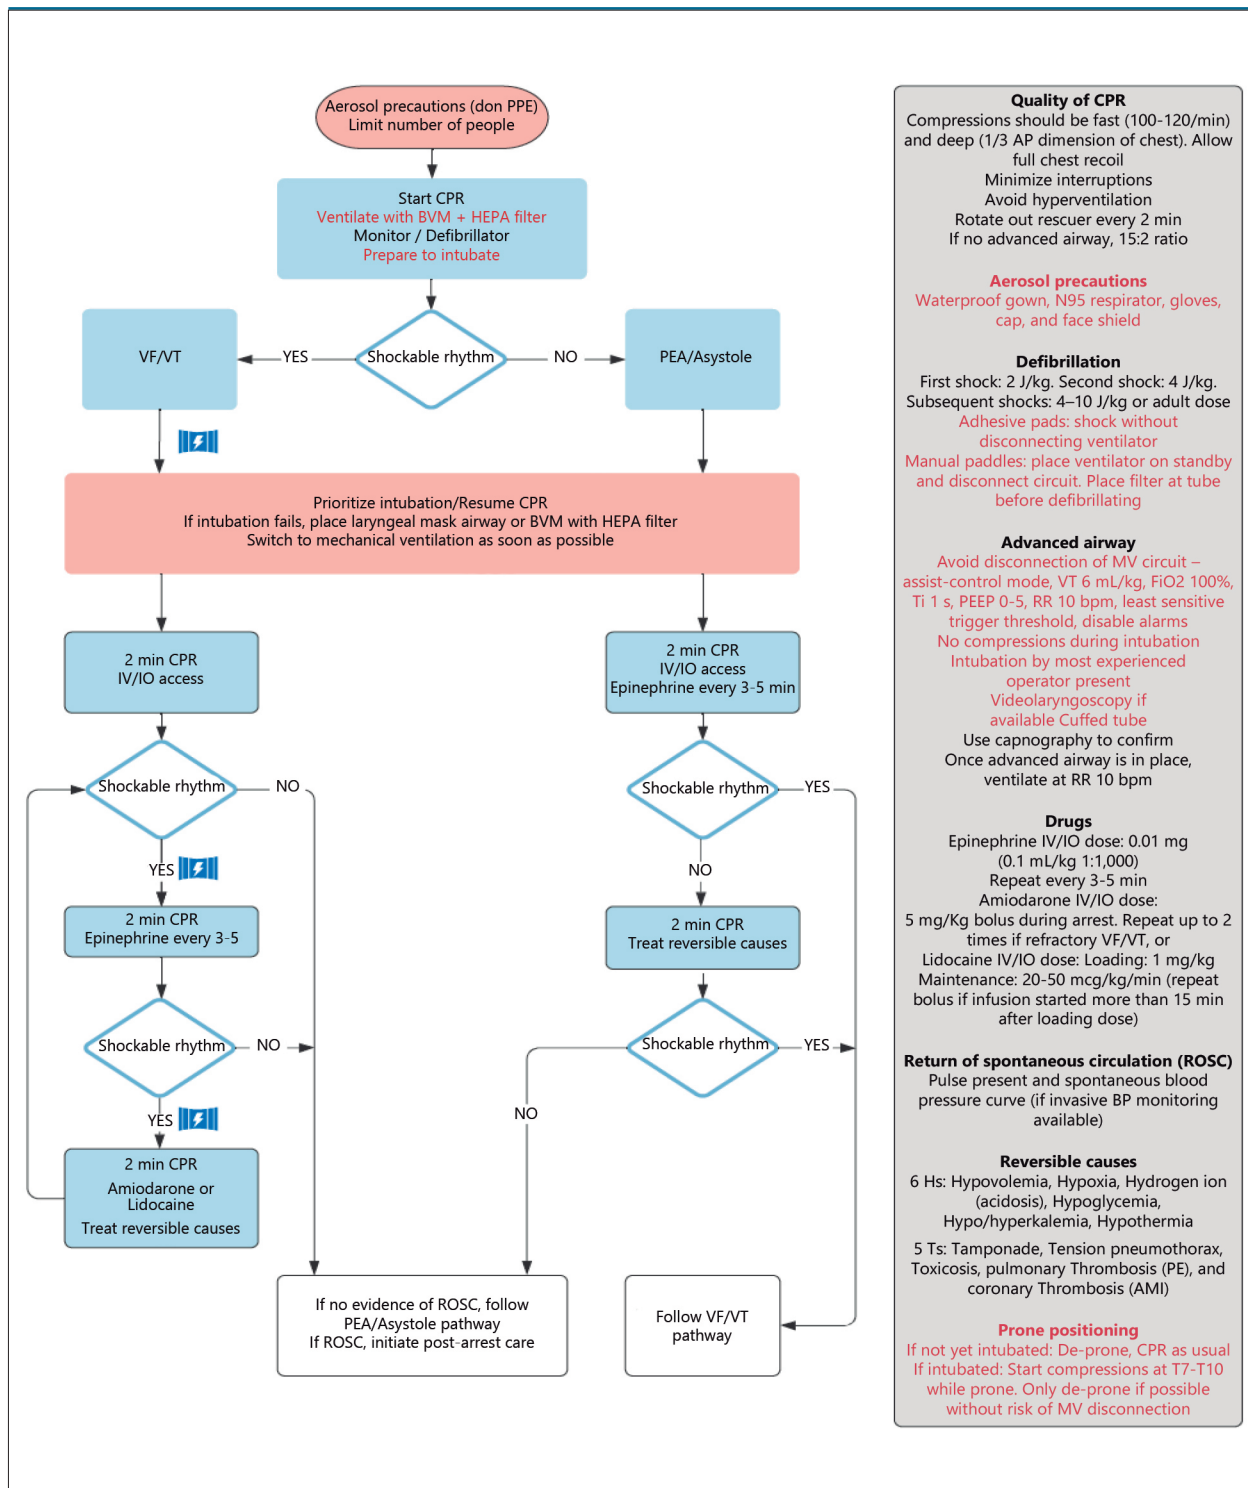 Aerosol precautions (don PPE)
Limit number of people
Start CPR
Ventilate with BVM + HEPA filter
Monitor / Defibrillator
Prepare to intubate
VF/VT
YES
Shockable rhythm
NO
PEA/Asystole
Prioritize intubation/Resume CPR
If intubation fails, place laryngeal mask airway or BVM with HEPA filter
Switch to mechanical ventilation as soon as possible
2 min CPR
IV/IO access
Shockable rhythm
NO
YES
2 min CPR
Epinephrine every 3-5
Shockable rhythm
NO
YES
2 min CPR
Amiodarone or
Lidocaine
Treat reversible causes
2 min CPR
IV/IO access
Epinephrine every 3-5 min
Shockable rhythm
YES
NO
2 min CPR
Treat reversible causes
Shockable rhythm
YES
NO
If no evidence of ROSC, follow
PEA/Asystole pathway
If ROSC, initiate post-arrest care
Follow VF/VT
pathway
Quality of CPR
Compressions should be fast (100-120/min)
and deep (1/3 AP dimension of chest). Allow
full chest recoil
Minimize interruptions
Avoid hyperventilation
Rotate out rescuer every 2 min
If no advanced airway, 15:2 ratio
Aerosol precautions
Waterproof gown, N95 respirator, gloves,
cap, and face shield
Defibrillation
First shock: 2 J/kg. Second shock: 4 J/kg.
Subsequent shocks: 4–10 J/kg or adult dose
Adhesive pads: shock without
disconnecting ventilator
Manual paddles: place ventilator on standby
and disconnect circuit. Place filter at tube
before defibrillating
Advanced airway
Avoid disconnection of MV circuit –
assist-control mode, VT 6 mL/kg, FiO2 100%,
Ti 1 s, PEEP 0-5, RR 10 bpm, least sensitive
trigger threshold, disable alarms
No compressions during intubation
Intubation by most experienced
operator present
Videolaryngoscopy if
available Cuffed tube
Use capnography to confirm
Once advanced airway is in place,
ventilate at RR 10 bpm
Drugs
Epinephrine IV/IO dose: 0.01 mg
(0.1 mL/kg 1:1,000)
Repeat every 3-5 min
Amiodarone IV/IO dose:
5 mg/Kg bolus during arrest. Repeat up to 2
times if refractory VF/VT, or
Lidocaine IV/IO dose: Loading: 1 mg/kg
Maintenance: 20-50 mcg/kg/min (repeat
bolus if infusion started more than 15 min
after loading dose)
Return of spontaneous circulation (ROSC)
Pulse present and spontaneous blood
pressure curve (if invasive BP monitoring
available)
Reversible causes
6 Hs: Hypovolemia, Hypoxia, Hydrogen ion
(acidosis), Hypoglycemia,
Hypo/hyperkalemia, Hypothermia
5 Ts: Tamponade, Tension pneumothorax,
Toxicosis, pulmonary Thrombosis (PE), and
coronary Thrombosis (AMI)
Prone positioning
If not yet intubated: De-prone, CPR as usual
If intubated: Start compressions at T7-T10
while prone. Only de-prone if possible
without risk of MV disconnection